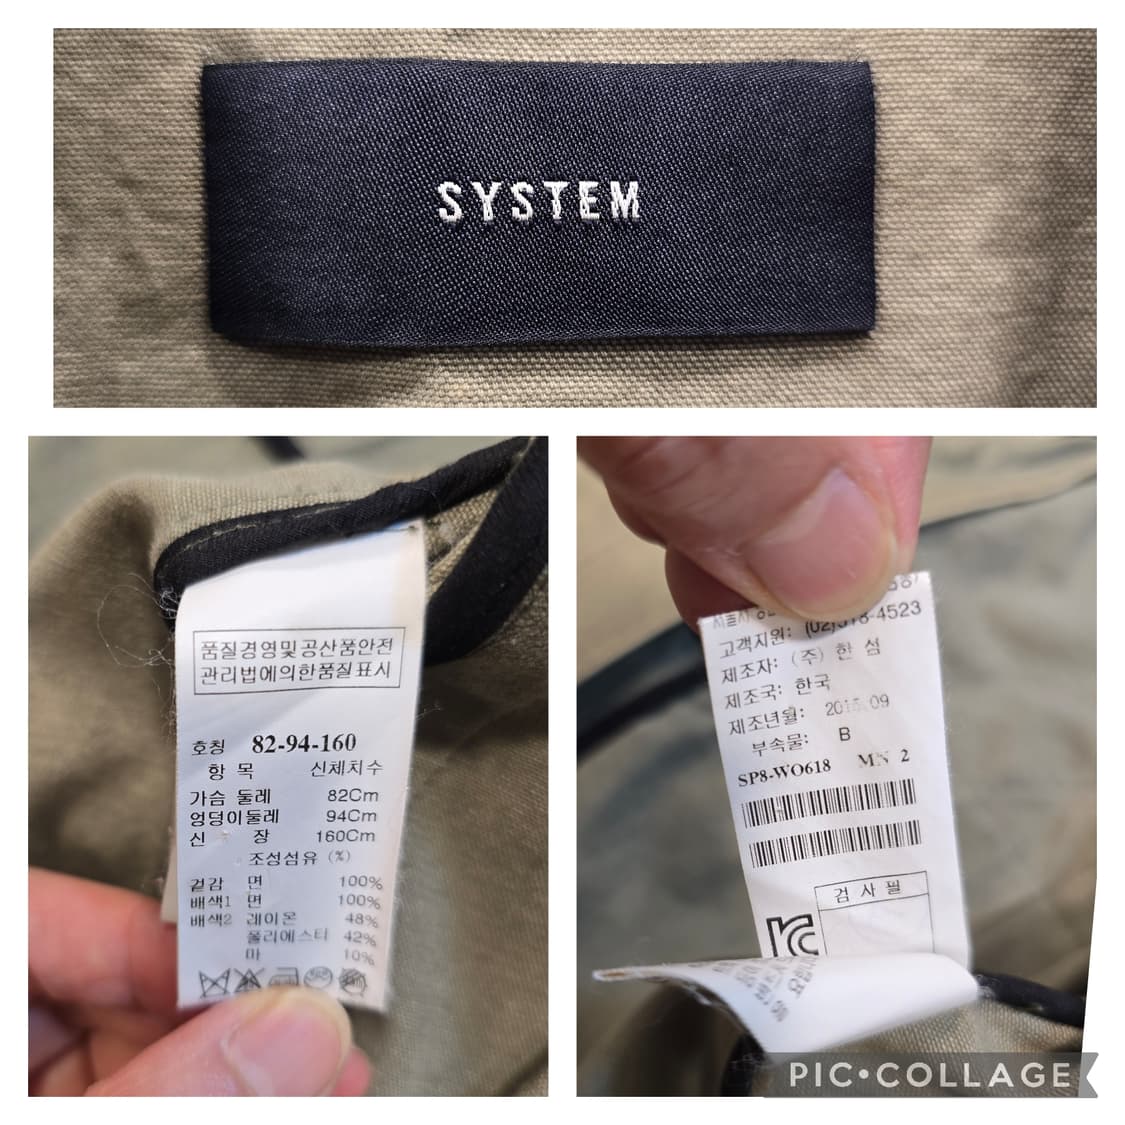 SYSTEM
품질경영및공산품안전
관리법에의한품질표시
호칭 82-94-160
항 목 신체치수
가슴 둘레 82Cm
엉덩이둘레 94Cm
신 장 160Cm
조성섬유 (%)
겉감 면 100%
배색1 면 100%
배색2 레이온 48%
폴리에스터 42%
마 10%
고객지원: (02)518-4523
제조자: (주) 한 섬
제조국: 한국
제조년월: 09
부속물: B
SP8-WO618 MN 2
검 사 필
PIC•COLLAGE